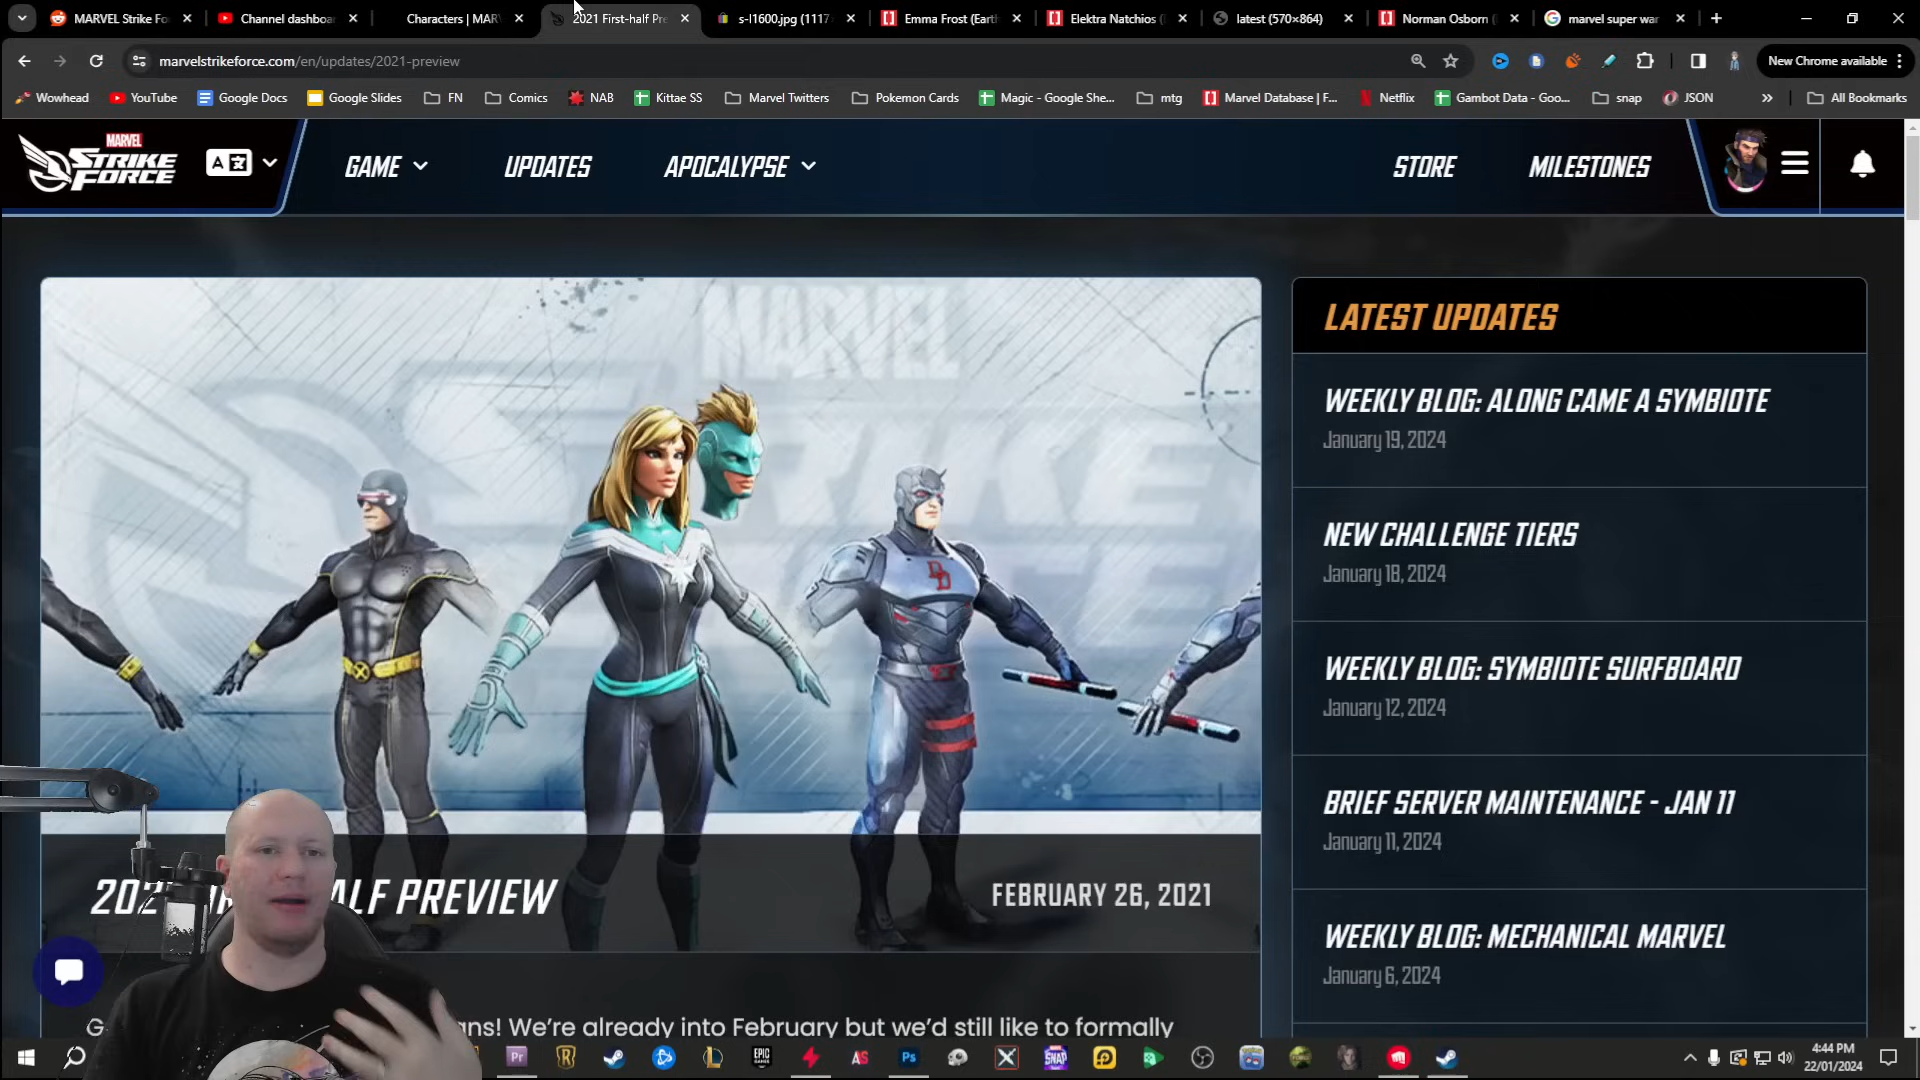 MARVEL Strike Fo
Channel dashboa
Characters | MAR
2021 First-half Pre
s-l1600.jpg (1117
Emma Frost (Earth
Elektra Natchios (
latest (570×864)
Norman Osborn (
marvel super war
marvelstrikeforce.com/en/updates/2021-preview
New Chrome available
Wowhead
YouTube
Google Docs
Google Slides
FN
Comics
NAB
Kittae SS
Marvel Twitters
Pokemon Cards
Magic - Google She...
mtg
Marvel Database | F...
Netflix
Gambot Data - Goo...
snap
JSON
All Bookmarks
MARVEL
STRIKE
FORCE
GAME
UPDATES
APOCALYPSE
STORE
MILESTONES
MARVEL
LATEST UPDATES
WEEKLY BLOG: ALONG CAME A SYMBIOTE
January 19, 2024
NEW CHALLENGE TIERS
January 18, 2024
WEEKLY BLOG: SYMBIOTE SURFBOARD
January 12, 2024
BRIEF SERVER MAINTENANCE - JAN 11
January 11, 2024
WEEKLY BLOG: MECHANICAL MARVEL
January 6, 2024
HALF PREVIEW
FEBRUARY 26, 2021
We're already into February but we'd still like to formally
4:44 PM
22/01/2024